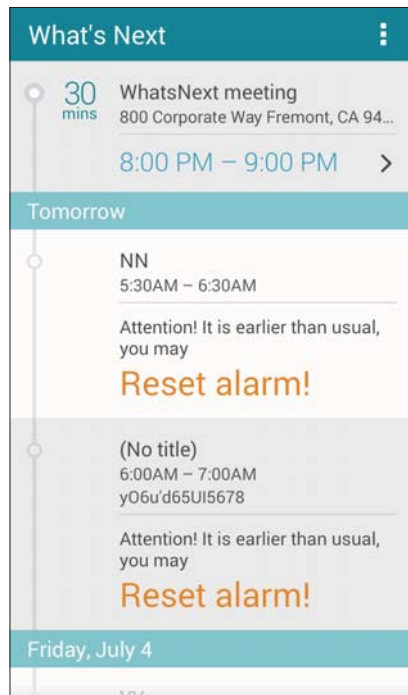 What's Next
30
mins
WhatsNext meeting
800 Corporate Way Fremont, CA 94...
8:00 PM – 9:00 PM
Tomorrow
NN
5:30AM – 6:30AM
Attention! It is earlier than usual,
you may
Reset alarm!
(No title)
6:00AM – 7:00AM
yO6u'd65UI5678
Attention! It is earlier than usual,
you may
Reset alarm!
Friday, July 4